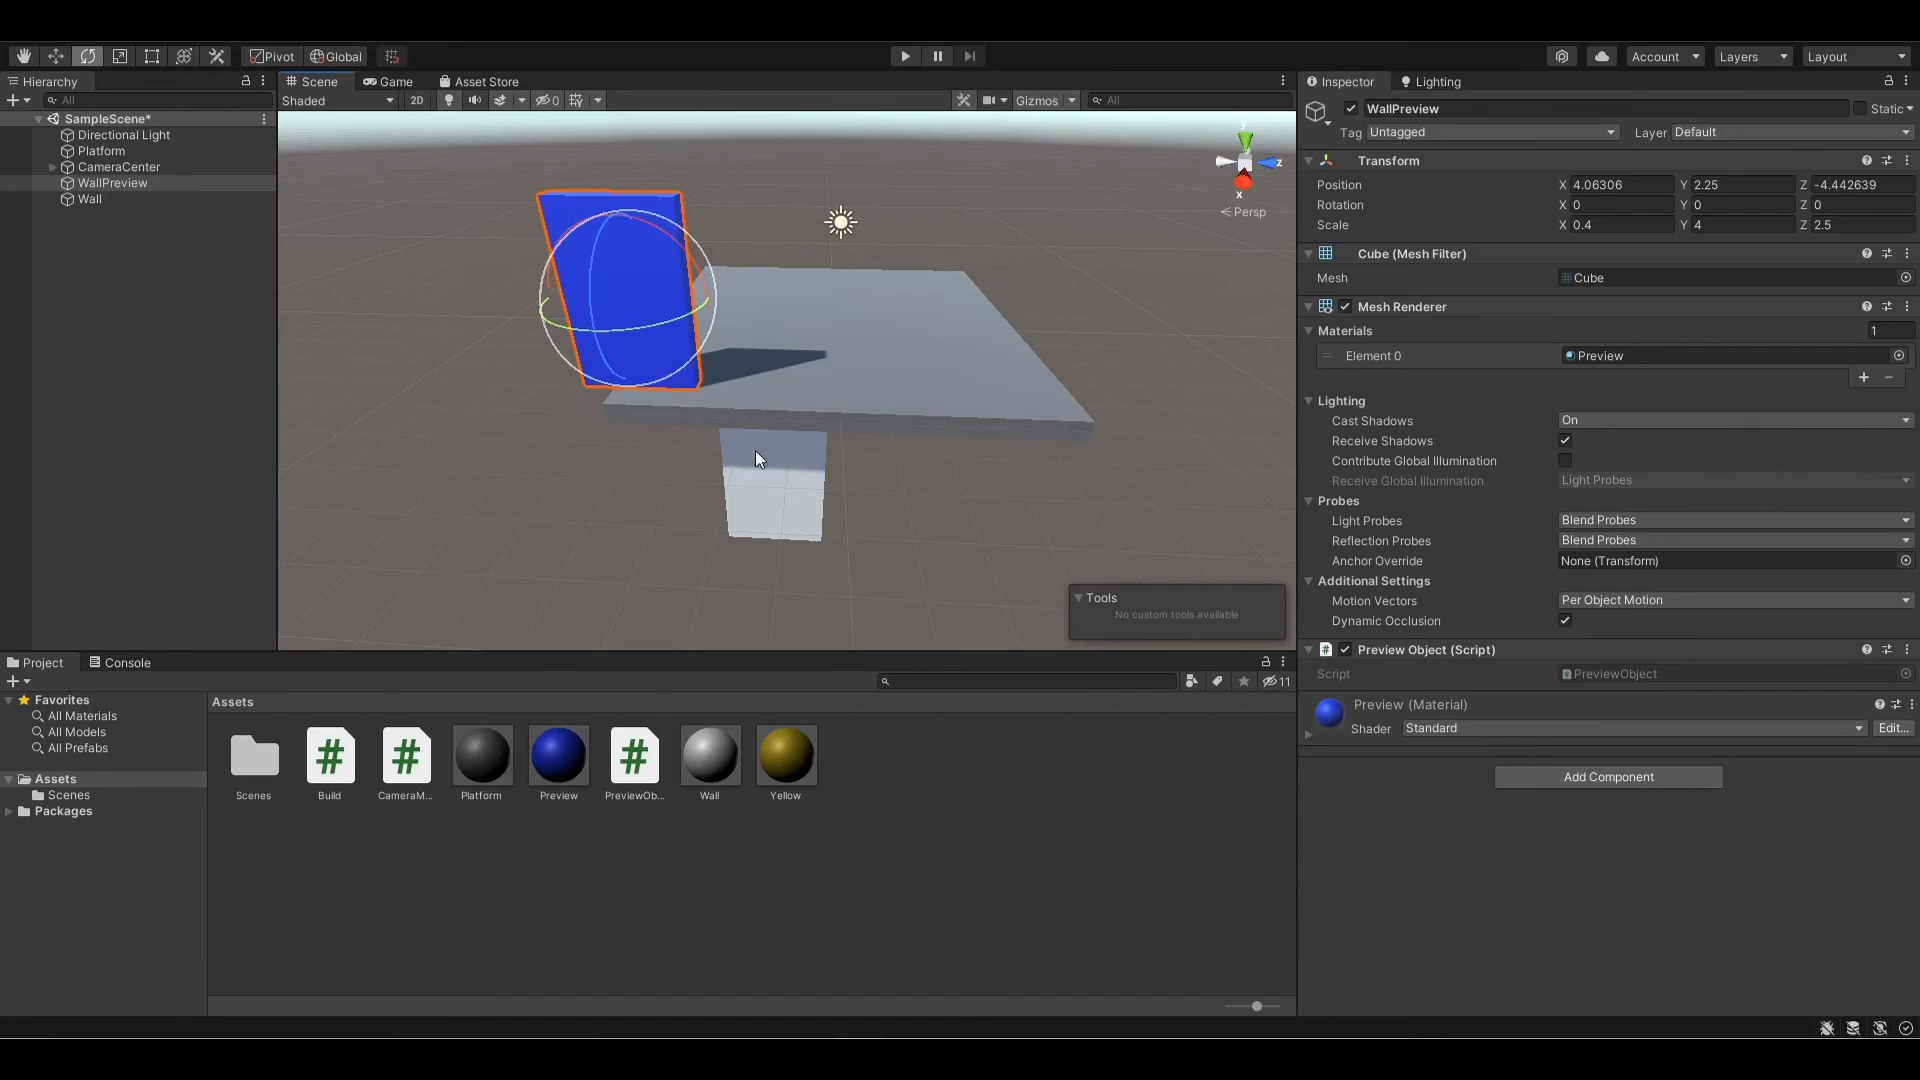 Pivot Global Account Layers Layout
Hierarchy
All
SampleScene*
Directional Light
Platform
CameraCenter
WallPreview
Wall
Scene Game Asset Store
Shaded 2D 0 Gizmos All
y
z
x
Persp
Tools
No custom tools available
Inspector Lighting
WallPreview Static
Tag Untagged Layer Default
Transform
Position X 4.06306 Y 2.25 Z -4.442639
Rotation X 0 Y 0 Z 0
Scale X 0.4 Y 4 Z 2.5
Cube (Mesh Filter)
Mesh Cube
Mesh Renderer
Materials 1
Element 0 Preview
Lighting
Cast Shadows On
Receive Shadows
Contribute Global Illumination
Receive Global Illumination Light Probes
Probes
Light Probes Blend Probes
Reflection Probes Blend Probes
Anchor Override None (Transform)
Additional Settings
Motion Vectors Per Object Motion
Dynamic Occlusion
Preview Object (Script)
Script PreviewObject
Preview (Material)
Shader Standard Edit...
Add Component
Project Console
11
Favorites
All Materials
All Models
All Prefabs
Assets
Scenes
Packages
Assets
Scenes Build CameraM... Platform Preview PreviewOb... Wall Yellow